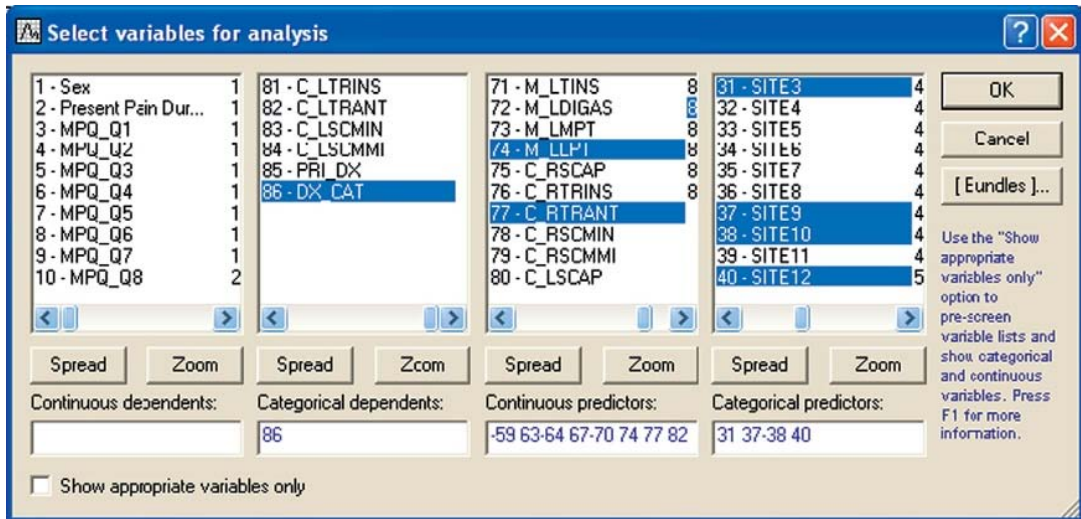 Select variables for analysis
1 - Sex 1
2 - Present Pain Dur... 1
3 - MPQ_Q1 1
4 - MPQ_Q2 1
5 - MPQ_Q3 1
6 - MPQ_Q4 1
7 - MPQ_Q5 1
8 - MPQ_Q6 1
9 - MPQ_Q7 1
10 - MPQ_Q8 2
Spread Zoom
Continuous dependents:
81 - C_LTRINS
82 - C_LTRANT
83 - C_LSCMIN
84 - C_LSCMMI
85 - PRI_DX
86 - DX_CAT
Spread Zcom
Categorical dependents:
86
71 - M_LTINS 8
72 - M_LDIGAS 8
73 - M_LMPT 8
74 - M_LLPT 8
75 - C_RSCAP 8
76 - C_RTRINS 8
77 - C_RTRANT
78 - C_RSCMIN
79 - C_RSCMMI
80 - C_LSCAP
Spread Zoom
Continuous predictors:
-59 63-64 67-70 74 77 82
31 - SITE3 4
32 - SITE4 4
33 - SITE5 4
34 - SITE6 4
35 - SITE7 4
36 - SITE8 4
37 - SITE9 4
38 - SITE10 4
39 - SITE11 4
40 - SITE12 5
Spread Zoom
Categorical predictors:
31 37-38 40
OK
Cancel
[ Eundles ]...
Use the "Show
appropriate
variables only"
option to
pre-screen
variable lists and
show categorical
and continuous
variables. Press
F1 for more
information.
Show appropriate variables only